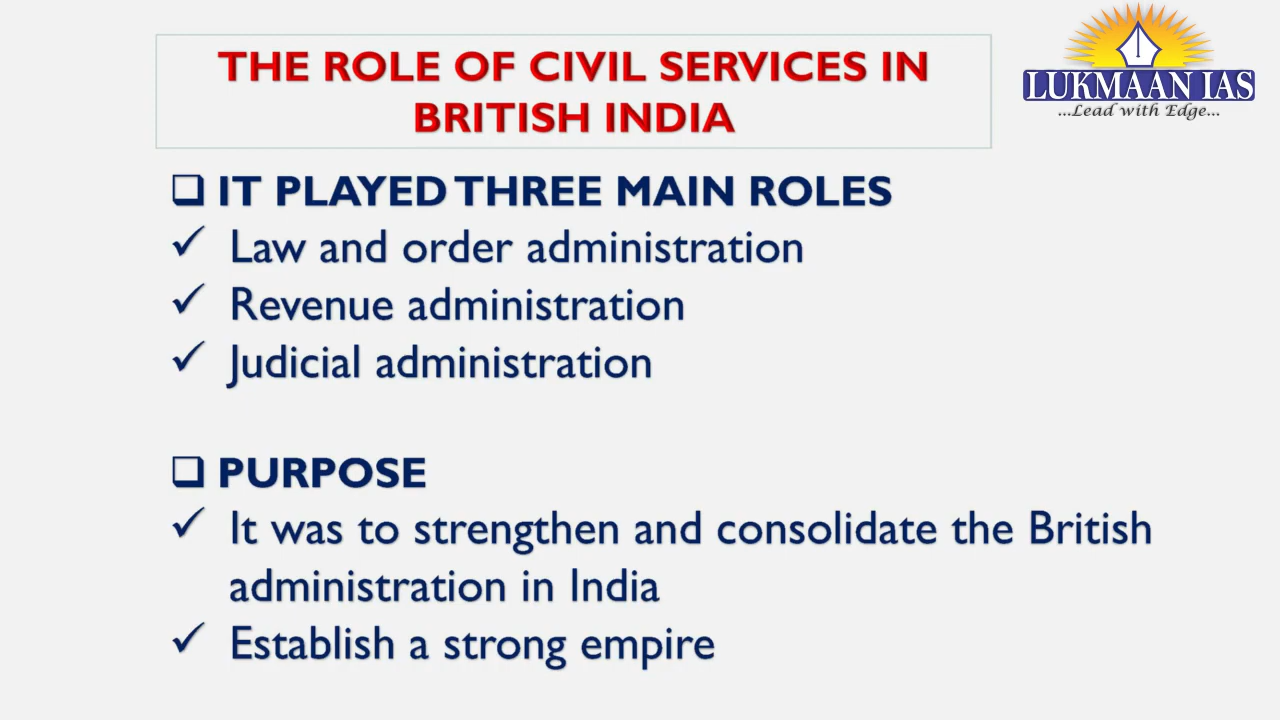 THE ROLE OF CIVIL SERVICES IN
BRITISH INDIA
LUKMAAN IAS
...Lead with Edge...
IT PLAYED THREE MAIN ROLES
Law and order administration
Revenue administration
Judicial administration
PURPOSE
It was to strengthen and consolidate the British
administration in India
Establish a strong empire